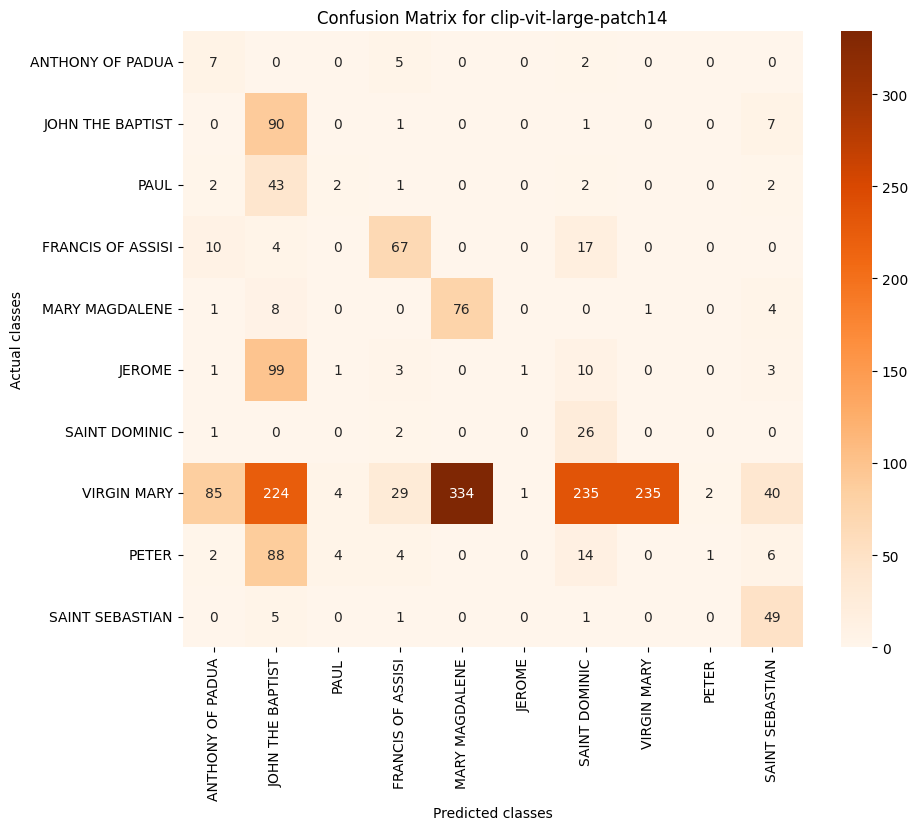 Confusion Matrix for clip-vit-large-patch14
ANTHONY OF PADUA 7 0 0 5 0 0 2 0 0 0
JOHN THE BAPTIST 0 90 0 1 0 0 1 0 0 7
PAUL 2 43 2 1 0 0 2 0 0 2
FRANCIS OF ASSISI 10 4 0 67 0 0 17 0 0 0
MARY MAGDALENE 1 8 0 0 76 0 0 1 0 4
JEROME 1 99 1 3 0 1 10 0 0 3
SAINT DOMINIC 1 0 0 2 0 0 26 0 0 0
VIRGIN MARY 85 224 4 29 334 1 235 235 2 40
PETER 2 88 4 4 0 0 14 0 1 6
SAINT SEBASTIAN 0 5 0 1 0 0 1 0 0 49
Actual classes
ANTHONY OF PADUA
JOHN THE BAPTIST
PAUL
FRANCIS OF ASSISI
MARY MAGDALENE
JEROME
SAINT DOMINIC
VIRGIN MARY
PETER
SAINT SEBASTIAN
Predicted classes
300
250
200
150
100
50
0